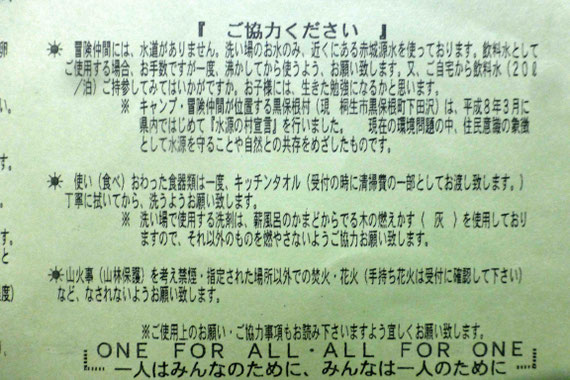 『 ご協力ください 』
冒険仲間には、水道がありません。洗い場のお水のみ、近くにある赤城源水を使っております。飲料水として
ご使用する場合、お手数ですが一度、沸かしてから使うよう、お願い致します。又、ご自宅から飲料水(20ℓ
/泊)ご持参してみてはいかがですか。お子様には、生きた勉強になるかと思います。
※ キャンプ・冒険仲間が位置する黒保根村(現 桐生市黒保根町下田沢)は、平成8年3月に
県内ではじめて『水源の村宣言』を行いました。 現在の環境問題の中、住民意識の象徴
として水源を守ることや自然との共存をめざしたものです。
使い(食べ)おわった食器類は一度、キッチンタオル(受付の時に清掃費の一部としてお渡し致します。)
丁寧に拭いてから、洗うようお願い致します。
※ 洗い場で使用する洗剤は、薪風呂のかまどからでる木の燃えかす( 灰 )を使用しており
ますので、それ以外のものを燃やさないようご協力お願い致します。
山火事(山林保護)を考え禁煙・指定された場所以外での焚火・花火(手持ち花火は受付に確認して下さい)
など、なされないようお願い致します。
※ご使用上のお願い・ご協力事項もお読み下さいますよう宜しくお願い致します。
ONE FOR ALL・ALL FOR ONE
一人はみんなのために、みんなは一人のために